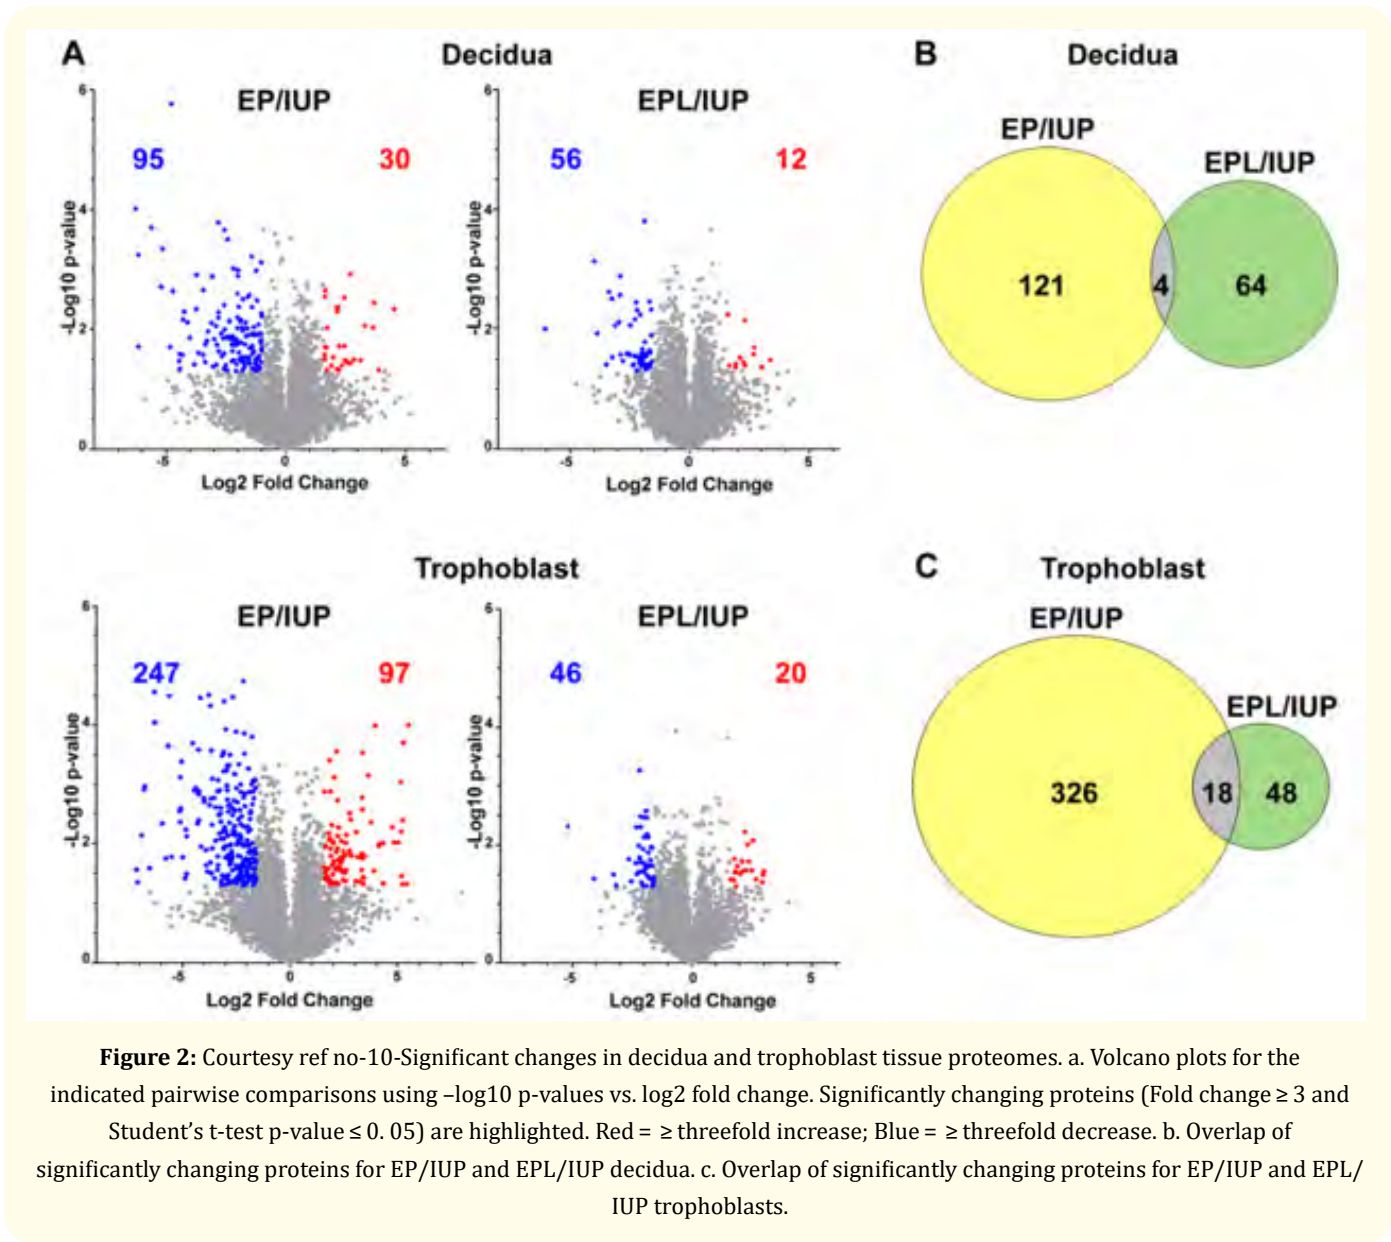 A
Decidua
EP/IUP
95
30
6
4
2
0
-Log10 p-value
-5
0
5
Log2 Fold Change
EPL/IUP
56
12
6
4
2
0
-Log10 p-value
-5
0
5
Log2 Fold Change
B
Decidua
EP/IUP
EPL/IUP
121
4
64
Trophoblast
EP/IUP
247
97
6
4
2
0
-Log10 p-value
-5
0
5
Log2 Fold Change
EPL/IUP
46
20
6
4
2
0
-Log10 p-value
-5
0
5
Log2 Fold Change
C
Trophoblast
EP/IUP
EPL/IUP
326
18
48
Figure 2: Courtesy ref no-10-Significant changes in decidua and trophoblast tissue proteomes. a. Volcano plots for the
indicated pairwise comparisons using –log10 p-values vs. log2 fold change. Significantly changing proteins (Fold change ≥ 3 and
Student’s t-test p-value ≤ 0. 05) are highlighted. Red = ≥ threefold increase; Blue = ≥ threefold decrease. b. Overlap of
significantly changing proteins for EP/IUP and EPL/IUP decidua. c. Overlap of significantly changing proteins for EP/IUP and EPL/
IUP trophoblasts.